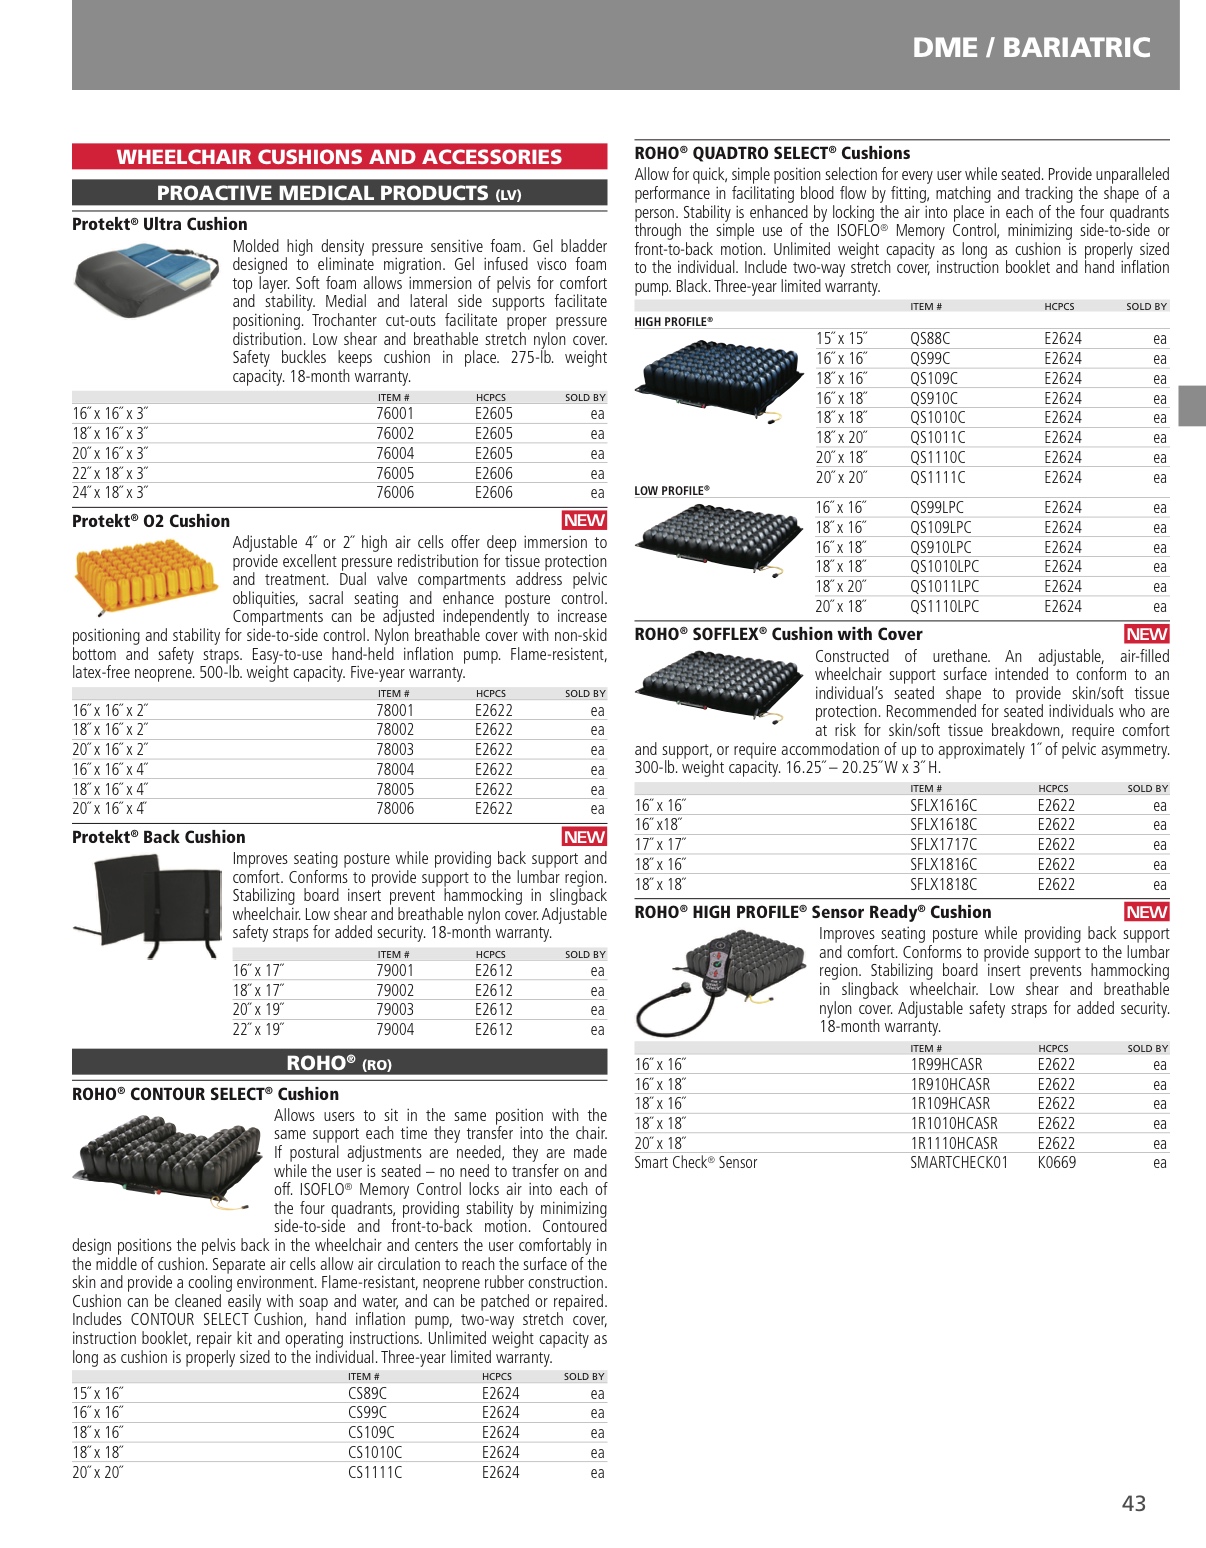 DME / BARIATRIC
WHEELCHAIR CUSHIONS AND ACCESSORIES
PROACTIVE MEDICAL PRODUCTS (LV)
Protekt® Ultra Cushion
Molded high density pressure sensitive foam. Gel bladder
designed to eliminate migration. Gel infused visco foam
top layer. Soft foam allows immersion of pelvis for comfort
and stability. Medial and lateral side supports facilitate
positioning. Trochanter cut-outs facilitate proper pressure
distribution. Low shear and breathable stretch nylon cover.
Safety buckles keeps cushion in place. 275-lb. weight
capacity. 18-month warranty.
ITEM # HCPCS SOLD BY
16˝ x 16˝ x 3˝ 76001 E2605 ea
18˝ x 16˝ x 3˝ 76002 E2605 ea
20˝ x 16˝ x 3˝ 76004 E2605 ea
22˝ x 18˝ x 3˝ 76005 E2606 ea
24˝ x 18˝ x 3˝ 76006 E2606 ea
Protekt® O2 Cushion NEW
Adjustable 4˝ or 2˝ high air cells offer deep immersion to
provide excellent pressure redistribution for tissue protection
and treatment. Dual valve compartments address pelvic
obliquities, sacral seating and enhance posture control.
Compartments can be adjusted independently to increase
positioning and stability for side-to-side control. Nylon breathable cover with non-skid
bottom and safety straps. Easy-to-use hand-held inflation pump. Flame-resistent,
latex-free neoprene. 500-lb. weight capacity. Five-year warranty.
ITEM # HCPCS SOLD BY
16˝ x 16˝ x 2˝ 78001 E2622 ea
18˝ x 16˝ x 2˝ 78002 E2622 ea
20˝ x 16˝ x 2˝ 78003 E2622 ea
16˝ x 16˝ x 4˝ 78004 E2622 ea
18˝ x 16˝ x 4˝ 78005 E2622 ea
20˝ x 16˝ x 4˝ 78006 E2622 ea
Protekt® Back Cushion NEW
Improves seating posture while providing back support and
comfort. Conforms to provide support to the lumbar region.
Stabilizing board insert prevent hammocking in slingback
wheelchair. Low shear and breathable nylon cover. Adjustable
safety straps for added security. 18-month warranty.
ITEM # HCPCS SOLD BY
16˝ x 17˝ 79001 E2612 ea
18˝ x 17˝ 79002 E2612 ea
20˝ x 19˝ 79003 E2612 ea
22˝ x 19˝ 79004 E2612 ea
ROHO® (RO)
ROHO® CONTOUR SELECT® Cushion
Allows users to sit in the same position with the
same support each time they transfer into the chair.
If postural adjustments are needed, they are made
while the user is seated – no need to transfer on and
off. ISOFLO® Memory Control locks air into each of
the four quadrants, providing stability by minimizing
side-to-side and front-to-back motion. Contoured
design positions the pelvis back in the wheelchair and centers the user comfortably in
the middle of cushion. Separate air cells allow air circulation to reach the surface of the
skin and provide a cooling environment. Flame-resistant, neoprene rubber construction.
Cushion can be cleaned easily with soap and water, and can be patched or repaired.
Includes CONTOUR SELECT Cushion, hand inflation pump, two-way stretch cover,
instruction booklet, repair kit and operating instructions. Unlimited weight capacity as
long as cushion is properly sized to the individual. Three-year limited warranty.
ITEM # HCPCS SOLD BY
15˝ x 16˝ CS89C E2624 ea
16˝ x 16˝ CS99C E2624 ea
18˝ x 16˝ CS109C E2624 ea
18˝ x 18˝ CS1010C E2624 ea
20˝ x 20˝ CS1111C E2624 ea
ROHO® QUADTRO SELECT® Cushions
Allow for quick, simple position selection for every user while seated. Provide unparalleled
performance in facilitating blood flow by fitting, matching and tracking the shape of a
person. Stability is enhanced by locking the air into place in each of the four quadrants
through the simple use of the ISOFLO® Memory Control, minimizing side-to-side or
front-to-back motion. Unlimited weight capacity as long as cushion is properly sized
to the individual. Include two-way stretch cover, instruction booklet and hand inflation
pump. Black. Three-year limited warranty.
ITEM # HCPCS SOLD BY
HIGH PROFILE®
15˝ x 15˝ QS88C E2624 ea
16˝ x 16˝ QS99C E2624 ea
18˝ x 16˝ QS109C E2624 ea
16˝ x 18˝ QS910C E2624 ea
18˝ x 18˝ QS1010C E2624 ea
18˝ x 20˝ QS1011C E2624 ea
20˝ x 18˝ QS1110C E2624 ea
20˝ x 20˝ QS1111C E2624 ea
LOW PROFILE®
16˝ x 16˝ QS99LPC E2624 ea
18˝ x 16˝ QS109LPC E2624 ea
16˝ x 18˝ QS910LPC E2624 ea
18˝ x 18˝ QS1010LPC E2624 ea
18˝ x 20˝ QS1011LPC E2624 ea
20˝ x 18˝ QS1110LPC E2624 ea
ROHO® SOFFLEX® Cushion with Cover NEW
Constructed of urethane. An adjustable, air-filled
wheelchair support surface intended to conform to an
individual's seated shape to provide skin/soft tissue
protection. Recommended for seated individuals who are
at risk for skin/soft tissue breakdown, require comfort
and support, or require accommodation of up to approximately 1˝ of pelvic asymmetry.
300-lb. weight capacity. 16.25˝ – 20.25˝ W x 3˝ H.
ITEM # HCPCS SOLD BY
16˝ x 16˝ SFLX1616C E2622 ea
16˝ x18˝ SFLX1618C E2622 ea
17˝ x 17˝ SFLX1717C E2622 ea
18˝ x 16˝ SFLX1816C E2622 ea
18˝ x 18˝ SFLX1818C E2622 ea
ROHO® HIGH PROFILE® Sensor Ready® Cushion NEW
Improves seating posture while providing back support
and comfort. Conforms to provide support to the lumbar
region. Stabilizing board insert prevents hammocking
in slingback wheelchair. Low shear and breathable
nylon cover. Adjustable safety straps for added security.
18-month warranty.
ITEM # HCPCS SOLD BY
16˝ x 16˝ 1R99HCASR E2622 ea
16˝ x 18˝ 1R910HCASR E2622 ea
18˝ x 16˝ 1R109HCASR E2622 ea
18˝ x 18˝ 1R1010HCASR E2622 ea
20˝ x 18˝ 1R1110HCASR E2622 ea
Smart Check® Sensor SMARTCHECK01 K0669 ea
43